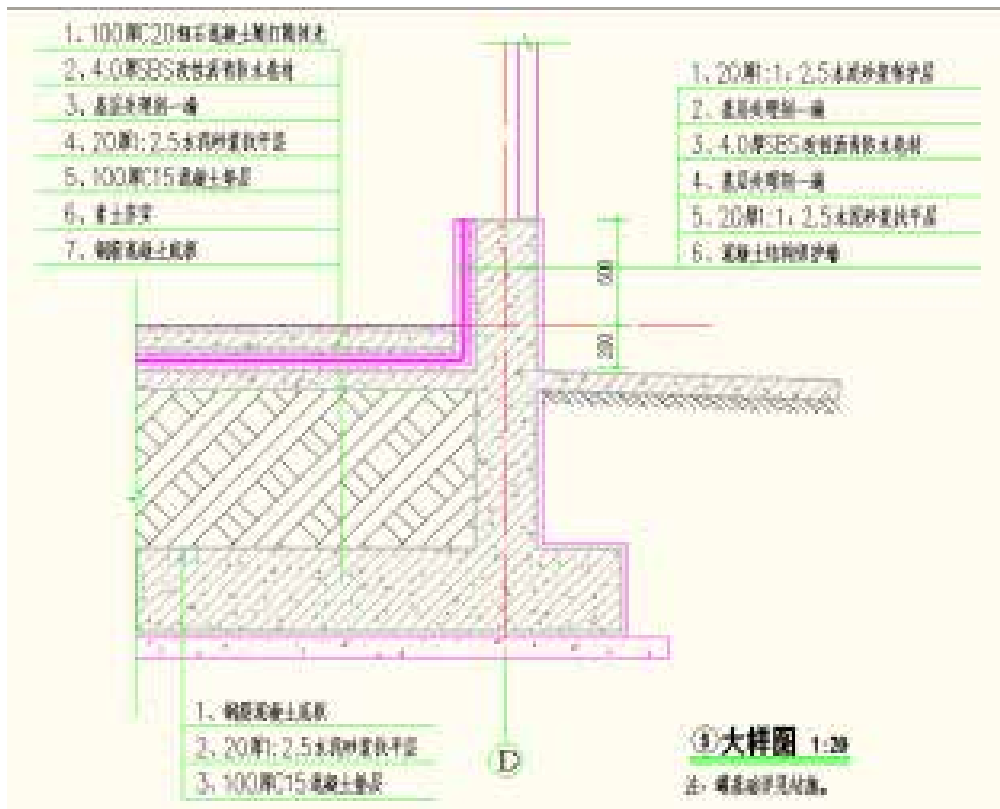 1、100厚C20细石混凝土随打随抹光
2、4.0厚SBS改性沥青防水卷材
3、基层处理剂一遍
4、20厚1:2.5水泥砂浆找平层
5、100厚C15混凝土垫层
6、素土夯实
7、钢筋混凝土底板
1、20厚1:1:2.5水泥砂浆保护层
2、基层处理剂一遍
3、4.0厚SBS改性沥青防水卷材
4、基层处理剂一遍
5、20厚1:1:2.5水泥砂浆找平层
6、混凝土结构保护墙
500
1、钢筋混凝土底板
2、20厚1:2.5水泥砂浆找平层
3、100厚C15混凝土垫层
D
大样图 1:20
注: